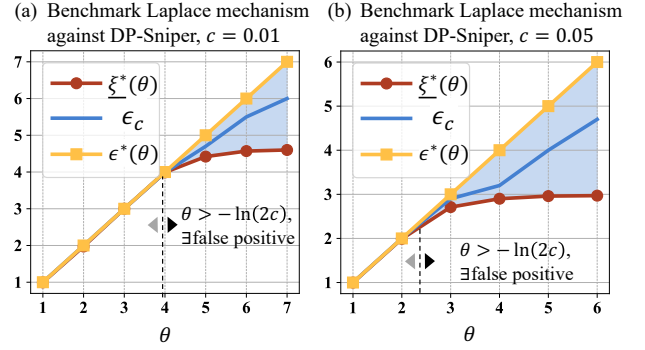 (a) Benchmark Laplace mechanism
against DP-Sniper, c = 0.01
7
6
5
4
3
2
1
ξ*(θ)
ϵ_c
ϵ*(θ)
θ > − ln(2c),
∃false positive
1 2 3 4 5 6 7
θ
(b) Benchmark Laplace mechanism
against DP-Sniper, c = 0.05
6
5
4
3
2
1
ξ*(θ)
ϵ_c
ϵ*(θ)
θ > − ln(2c),
∃false positive
1 2 3 4 5 6
θ